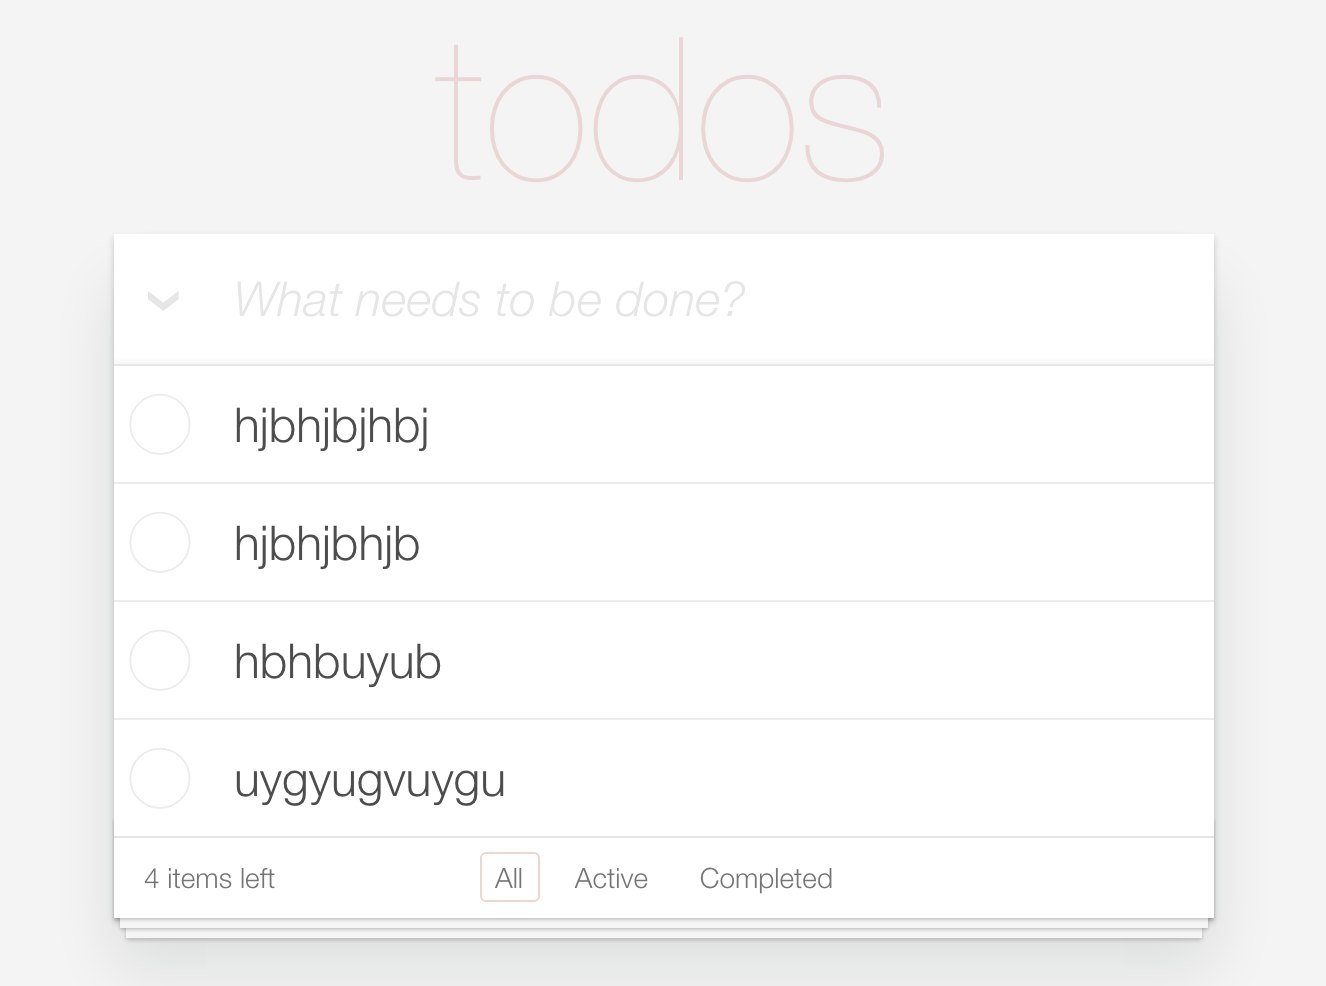 todos
What needs to be done?
hjbhjbjhbj
hjbhjbhjb
hbhbuyub
uygyugvuygu
4 items left All Active Completed